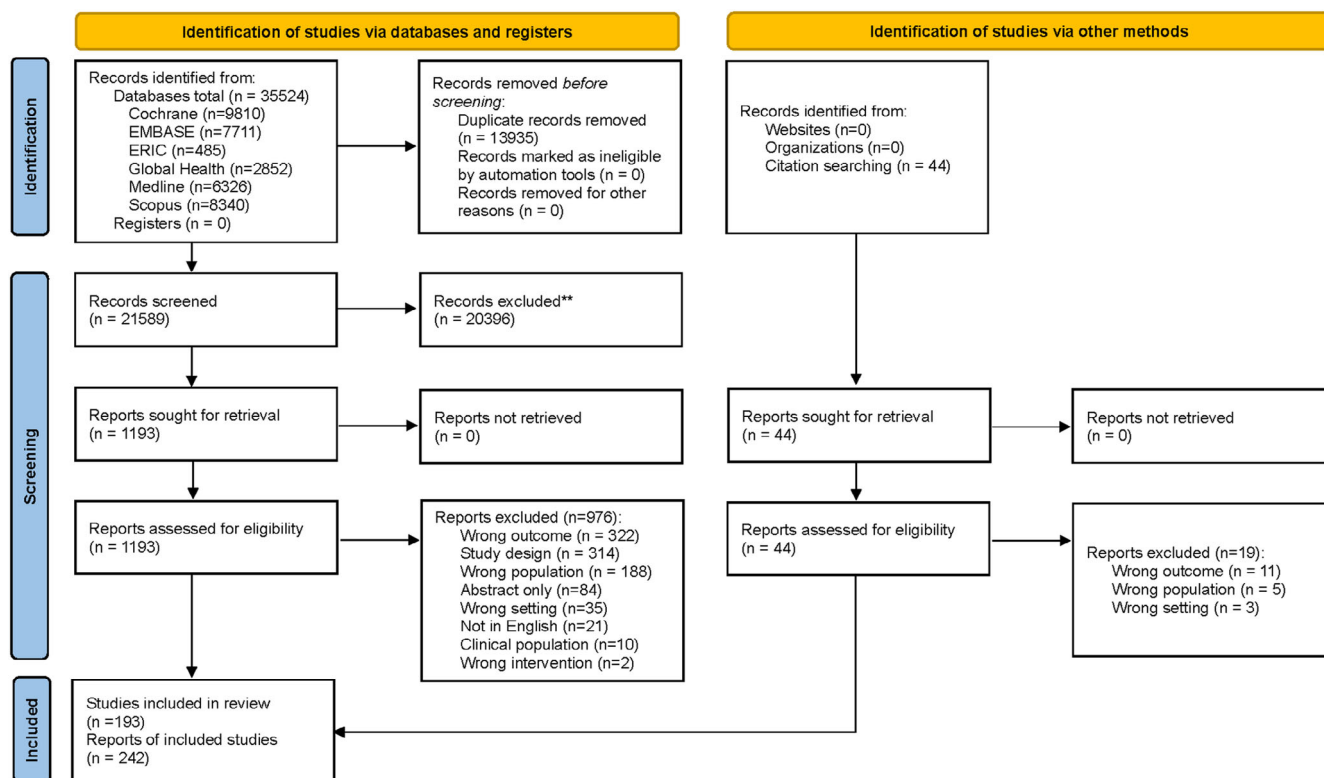 Identification of studies via databases and registers
Identification of studies via other methods
Identification
Records identified from:
Databases total (n = 35524)
Cochrane (n=9810)
EMBASE (n=7711)
ERIC (n=485)
Global Health (n=2852)
Medline (n=6326)
Scopus (n=8340)
Registers (n = 0)
Records removed before
screening:
Duplicate records removed
(n = 13935)
Records marked as ineligible
by automation tools (n = 0)
Records removed for other
reasons (n = 0)
Records identified from:
Websites (n=0)
Organizations (n=0)
Citation searching (n = 44)
Screening
Records screened
(n = 21589)
Records excluded**
(n = 20396)
Reports sought for retrieval
(n = 1193)
Reports not retrieved
(n = 0)
Reports sought for retrieval
(n = 44)
Reports not retrieved
(n = 0)
Reports assessed for eligibility
(n = 1193)
Reports excluded (n=976):
Wrong outcome (n = 322)
Study design (n = 314)
Wrong population (n = 188)
Abstract only (n=84)
Wrong setting (n=35)
Not in English (n=21)
Clinical population (n=10)
Wrong intervention (n=2)
Reports assessed for eligibility
(n = 44)
Reports excluded (n=19):
Wrong outcome (n = 11)
Wrong population (n = 5)
Wrong setting (n = 3)
Included
Studies included in review
(n =193)
Reports of included studies
(n = 242)